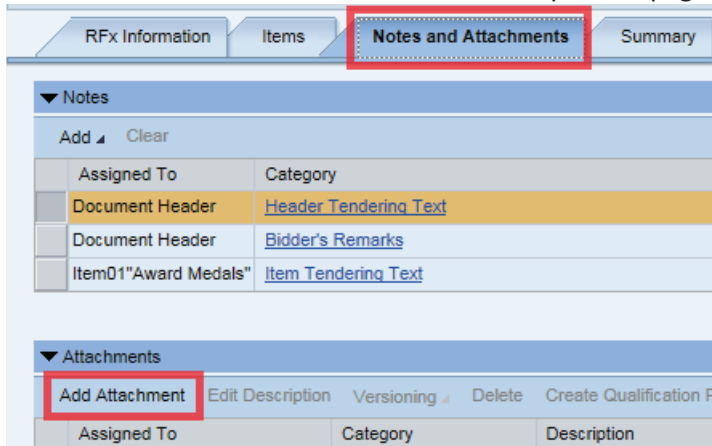 RFx Information Items Notes and Attachments Summary
Notes
Add Clear
Assigned To Category
Document Header Header Tendering Text
Document Header Bidder's Remarks
Item01"Award Medals" Item Tendering Text
Attachments
Add Attachment Edit Description Versioning Delete Create Qualification
Assigned To Category Description